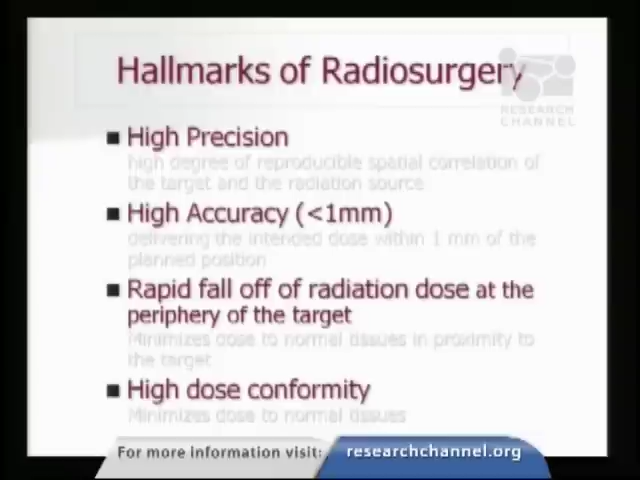 Hallmarks of Radiosurgery
RESEARCH
CHANNEL
■ High Precision
high degree of reproducible spatial correlation of
the target and the radiation source
■ High Accuracy (<1mm)
delivering the intended dose within 1 mm of the
planned position
■ Rapid fall off of radiation dose at the
periphery of the target
Minimizes dose to normal tissues in proximity to
the target
■ High dose conformity
Minimizes dose to normal tissues
For more information visit: researchchannel.org